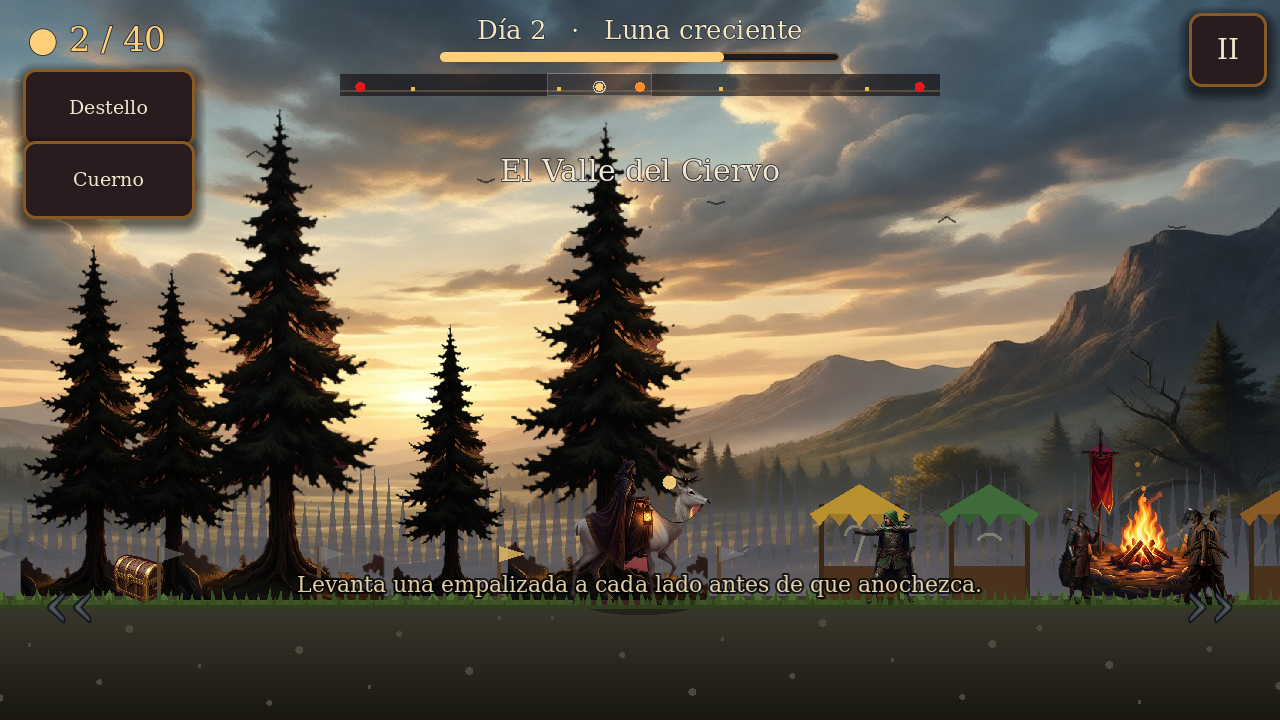 2 / 40
Día 2 · Luna creciente
II
Destello
Cuerno
El Valle del Ciervo
Levanta una empalizada a cada lado antes de que anochezca.